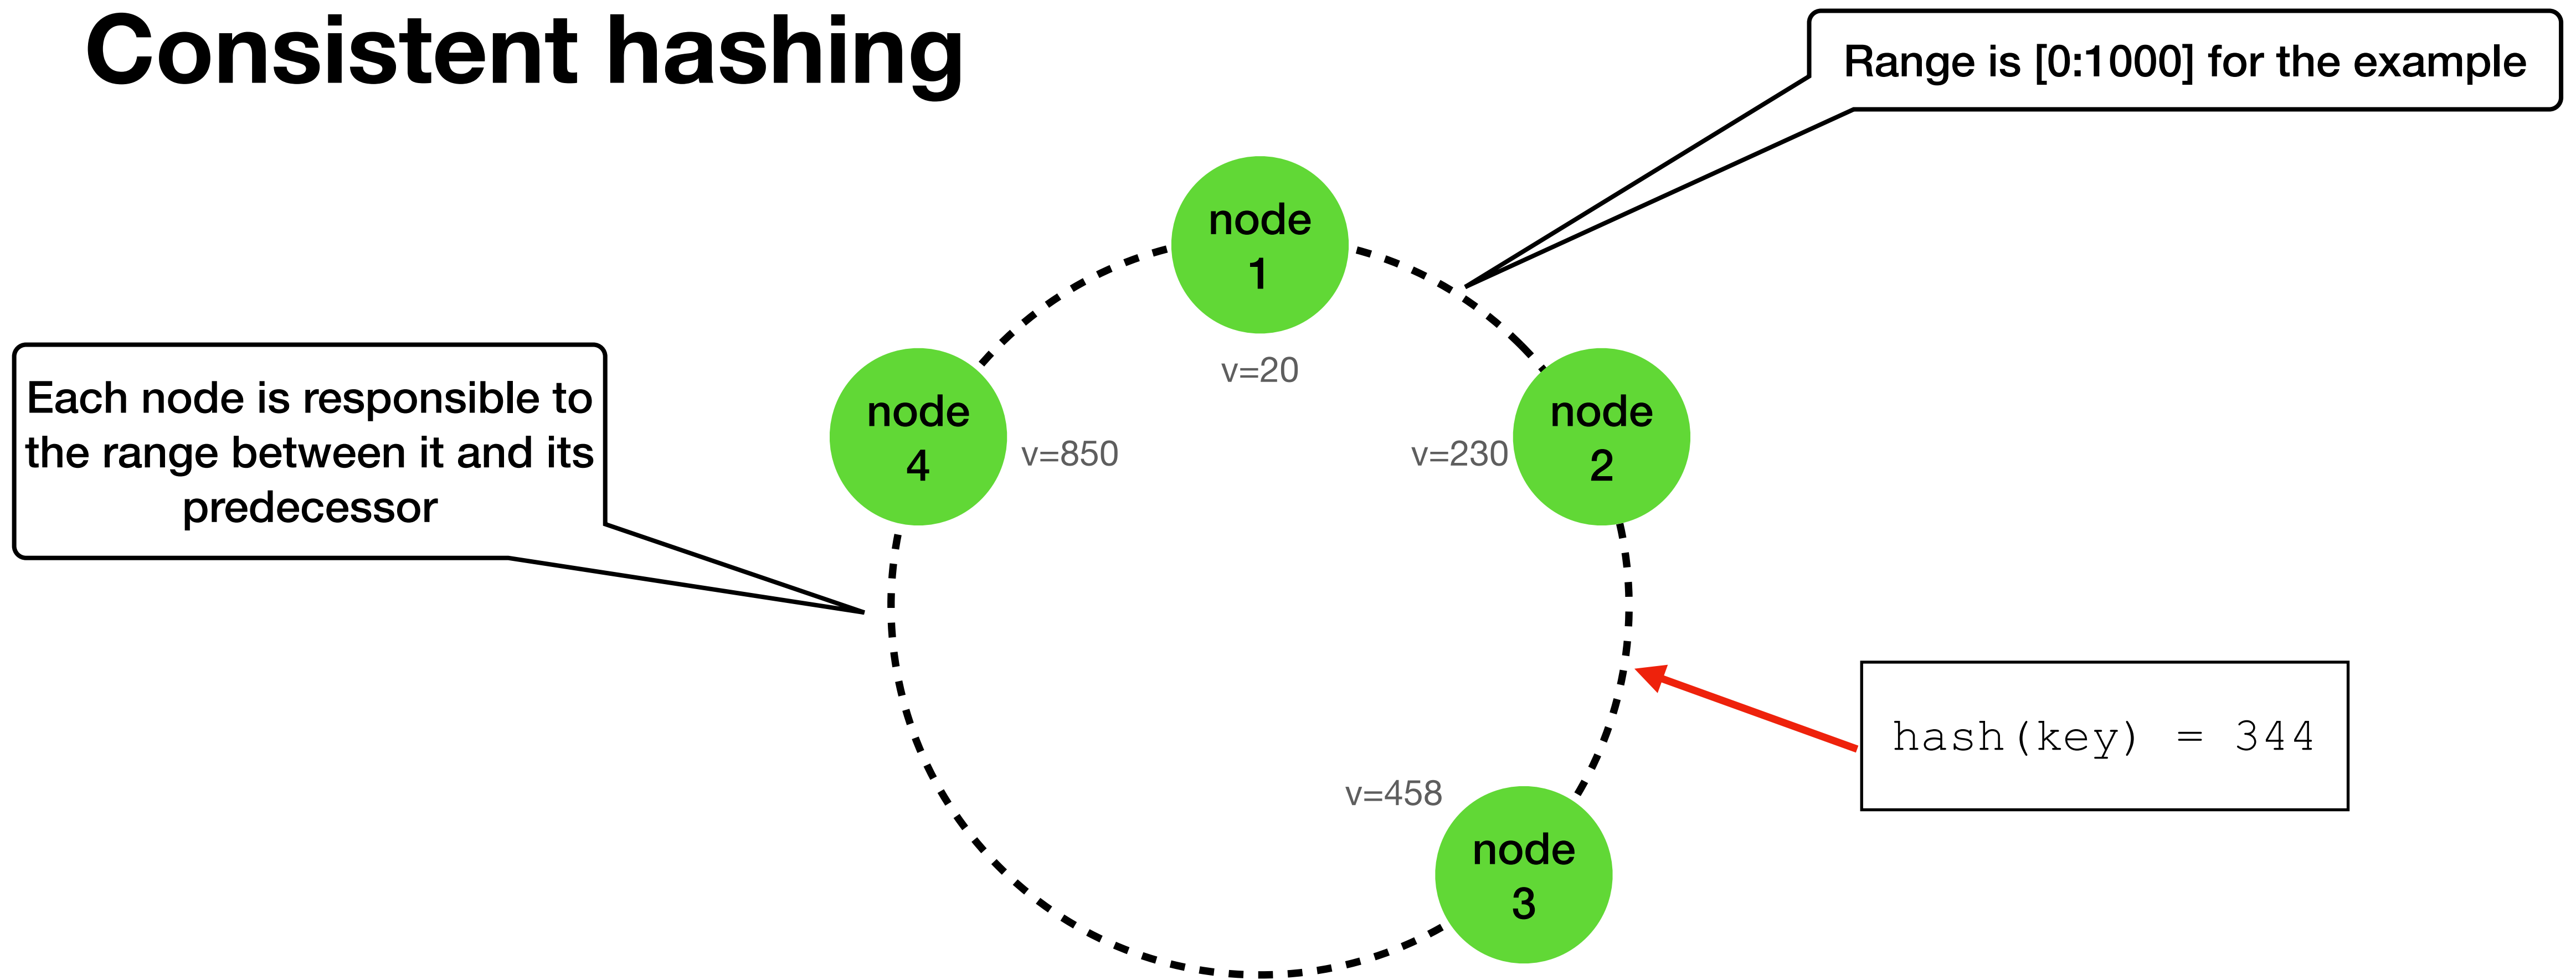 Consistent hashing
Range is [0:1000] for the example
node
1
v=20
Each node is responsible to
the range between it and its
predecessor
node
4
v=850
v=230
node
2
hash(key) = 344
v=458
node
3